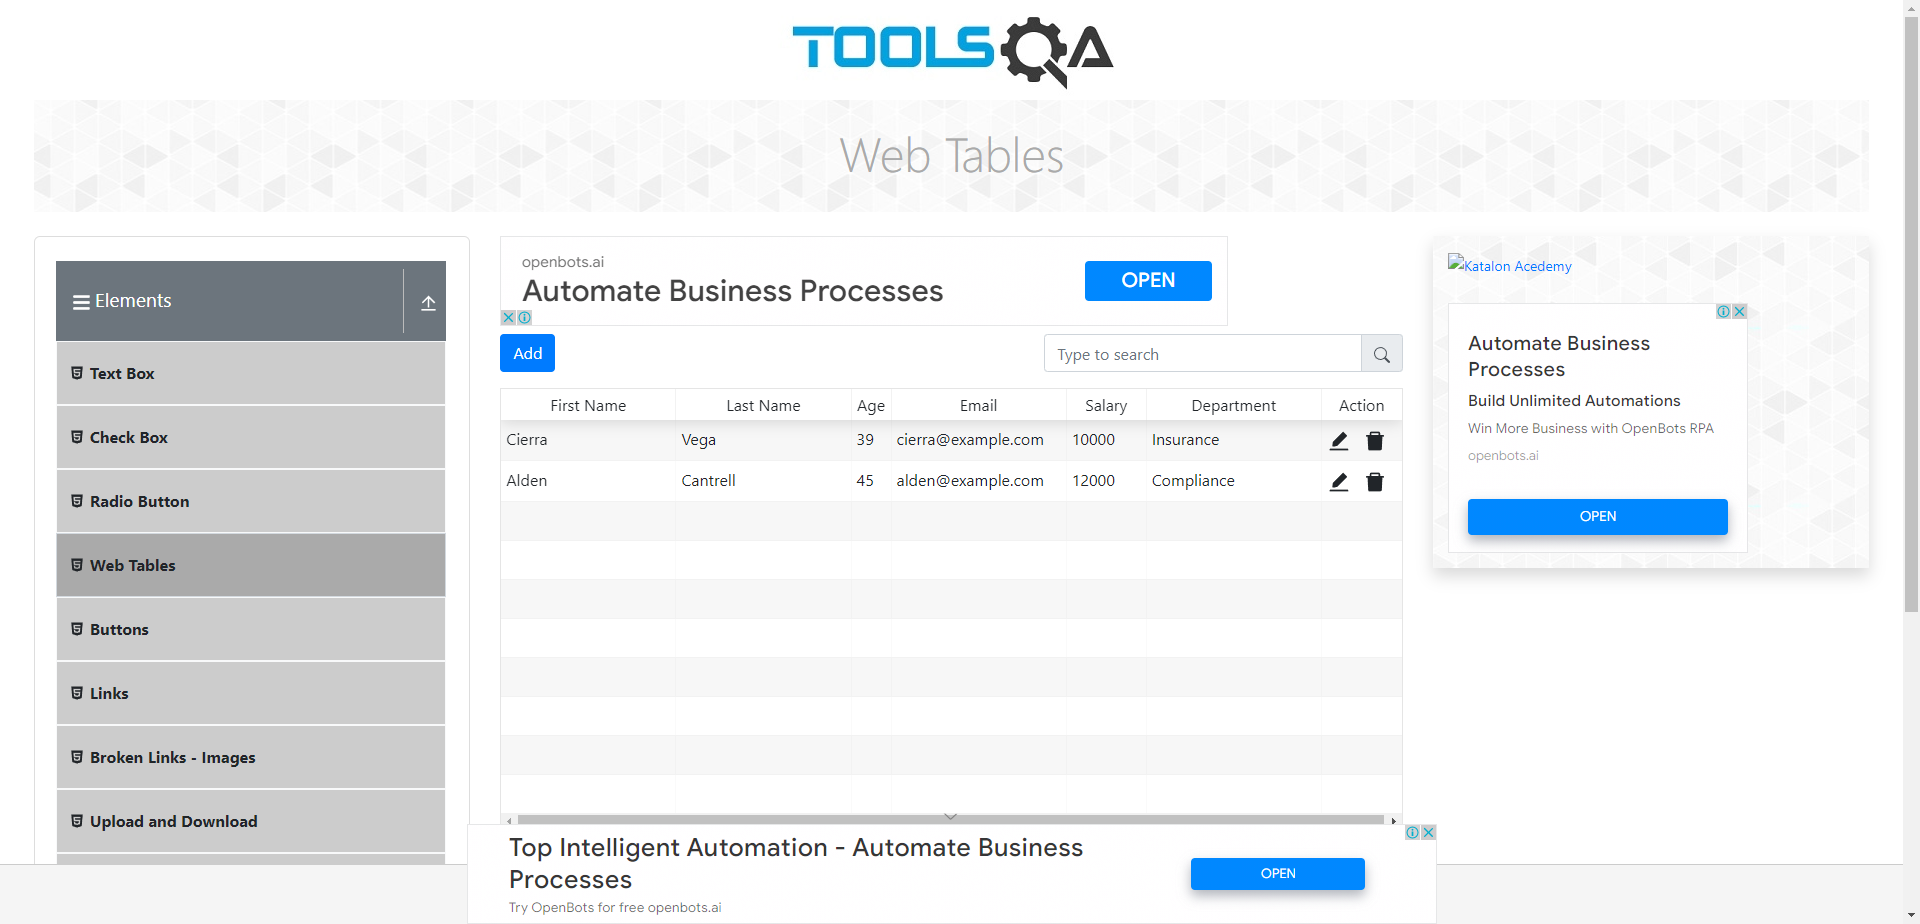 TOOLSQA
Web Tables
Elements
Text Box
Check Box
Radio Button
Web Tables
Buttons
Links
Broken Links - Images
Upload and Download
openbots.ai
Automate Business Processes
OPEN
Add
Type to search
First Name Last Name Age Email Salary Department Action
Cierra Vega 39 cierra@example.com 10000 Insurance
Alden Cantrell 45 alden@example.com 12000 Compliance
Katalon Acedemy
Automate Business
Processes
Build Unlimited Automations
Win More Business with OpenBots RPA
openbots.ai
OPEN
Top Intelligent Automation - Automate Business
Processes
Try OpenBots for free openbots.ai
OPEN